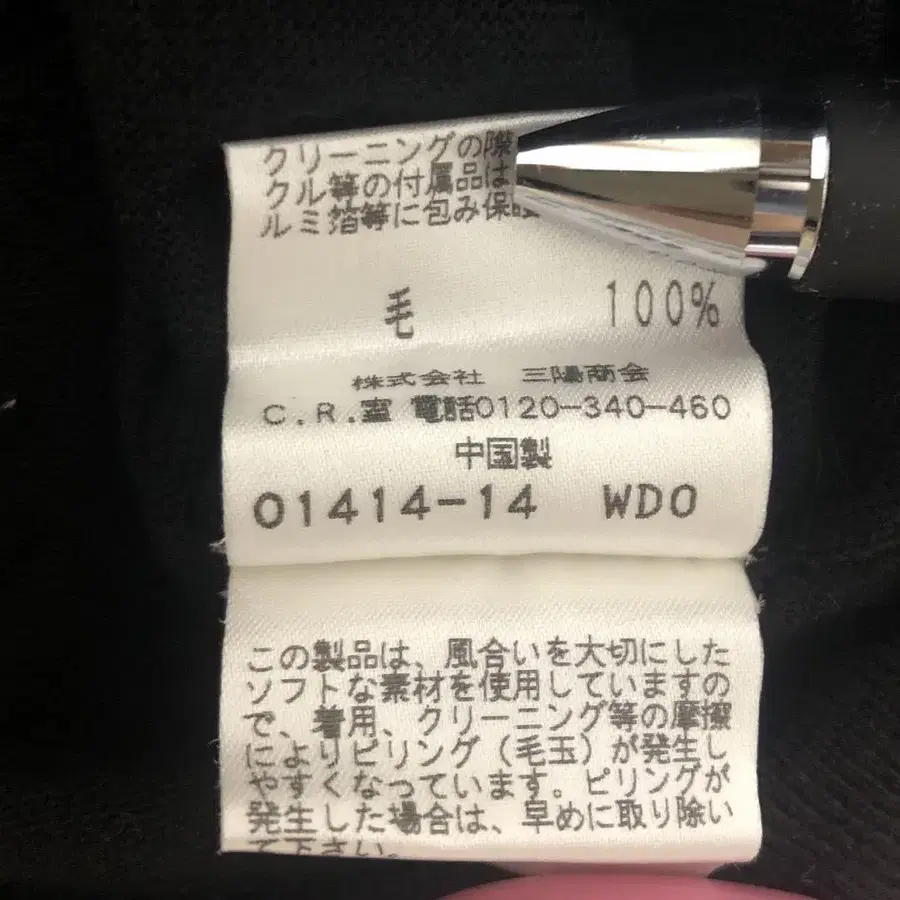 クリーニングの際
クル等の付属品は
ルミ箔等に包み保護
毛 100%
株式会社 三陽商会
C.R.室 電話0120-340-460
中国製
01414-14 WDO
この製品は、風合いを大切にした
ソフトな素材を使用していますの
で、着用、クリーニング等の摩擦
によりピリング(毛玉)が発生し
やすくなっています。ピリングが
発生した場合は、早めに取り除い
て下さい。